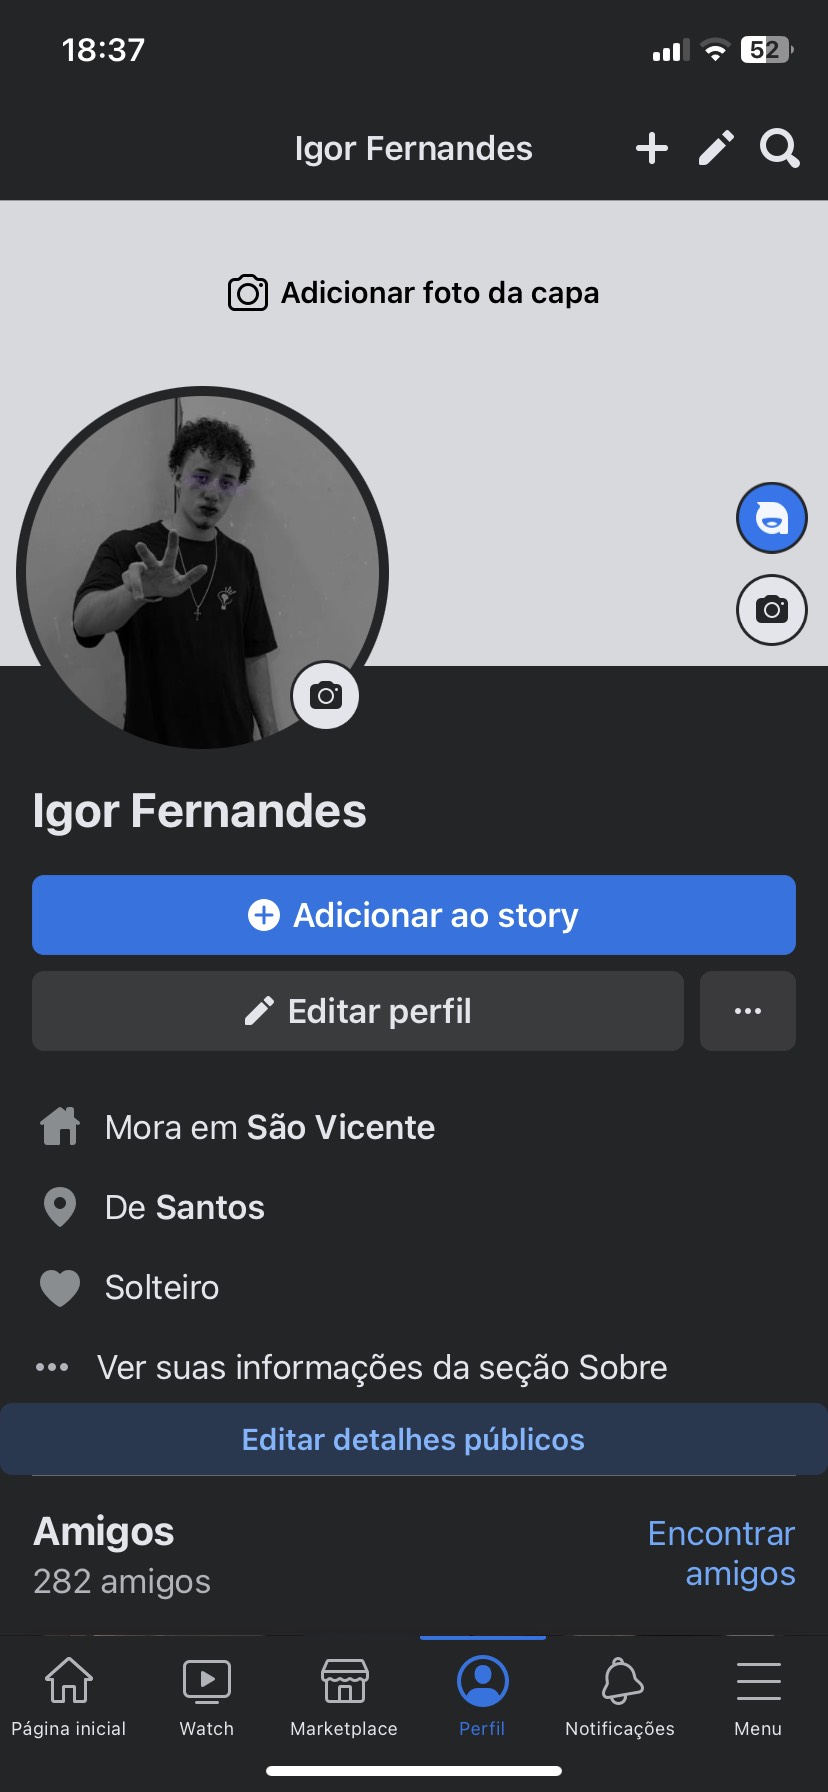 18:37
52
Igor Fernandes
Adicionar foto da capa
Igor Fernandes
Adicionar ao story
Editar perfil
Mora em São Vicente
De Santos
Solteiro
Ver suas informações da seção Sobre
Editar detalhes públicos
Amigos
282 amigos
Encontrar
amigos
Página inicial
Watch
Marketplace
Perfil
Notificações
Menu